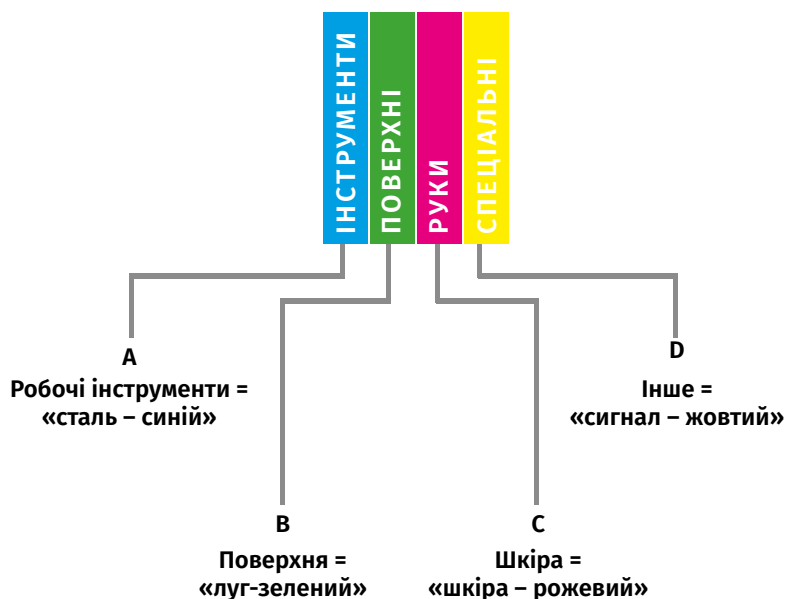 ІНСТРУМЕНТИ
ПОВЕРХНІ
РУКИ
СПЕЦІАЛЬНІ
A
Робочі інструменти =
«сталь – синій»
D
Інше =
«сигнал – жовтий»
B
Поверхня =
«луг-зелений»
C
Шкіра =
«шкіра – рожевий»